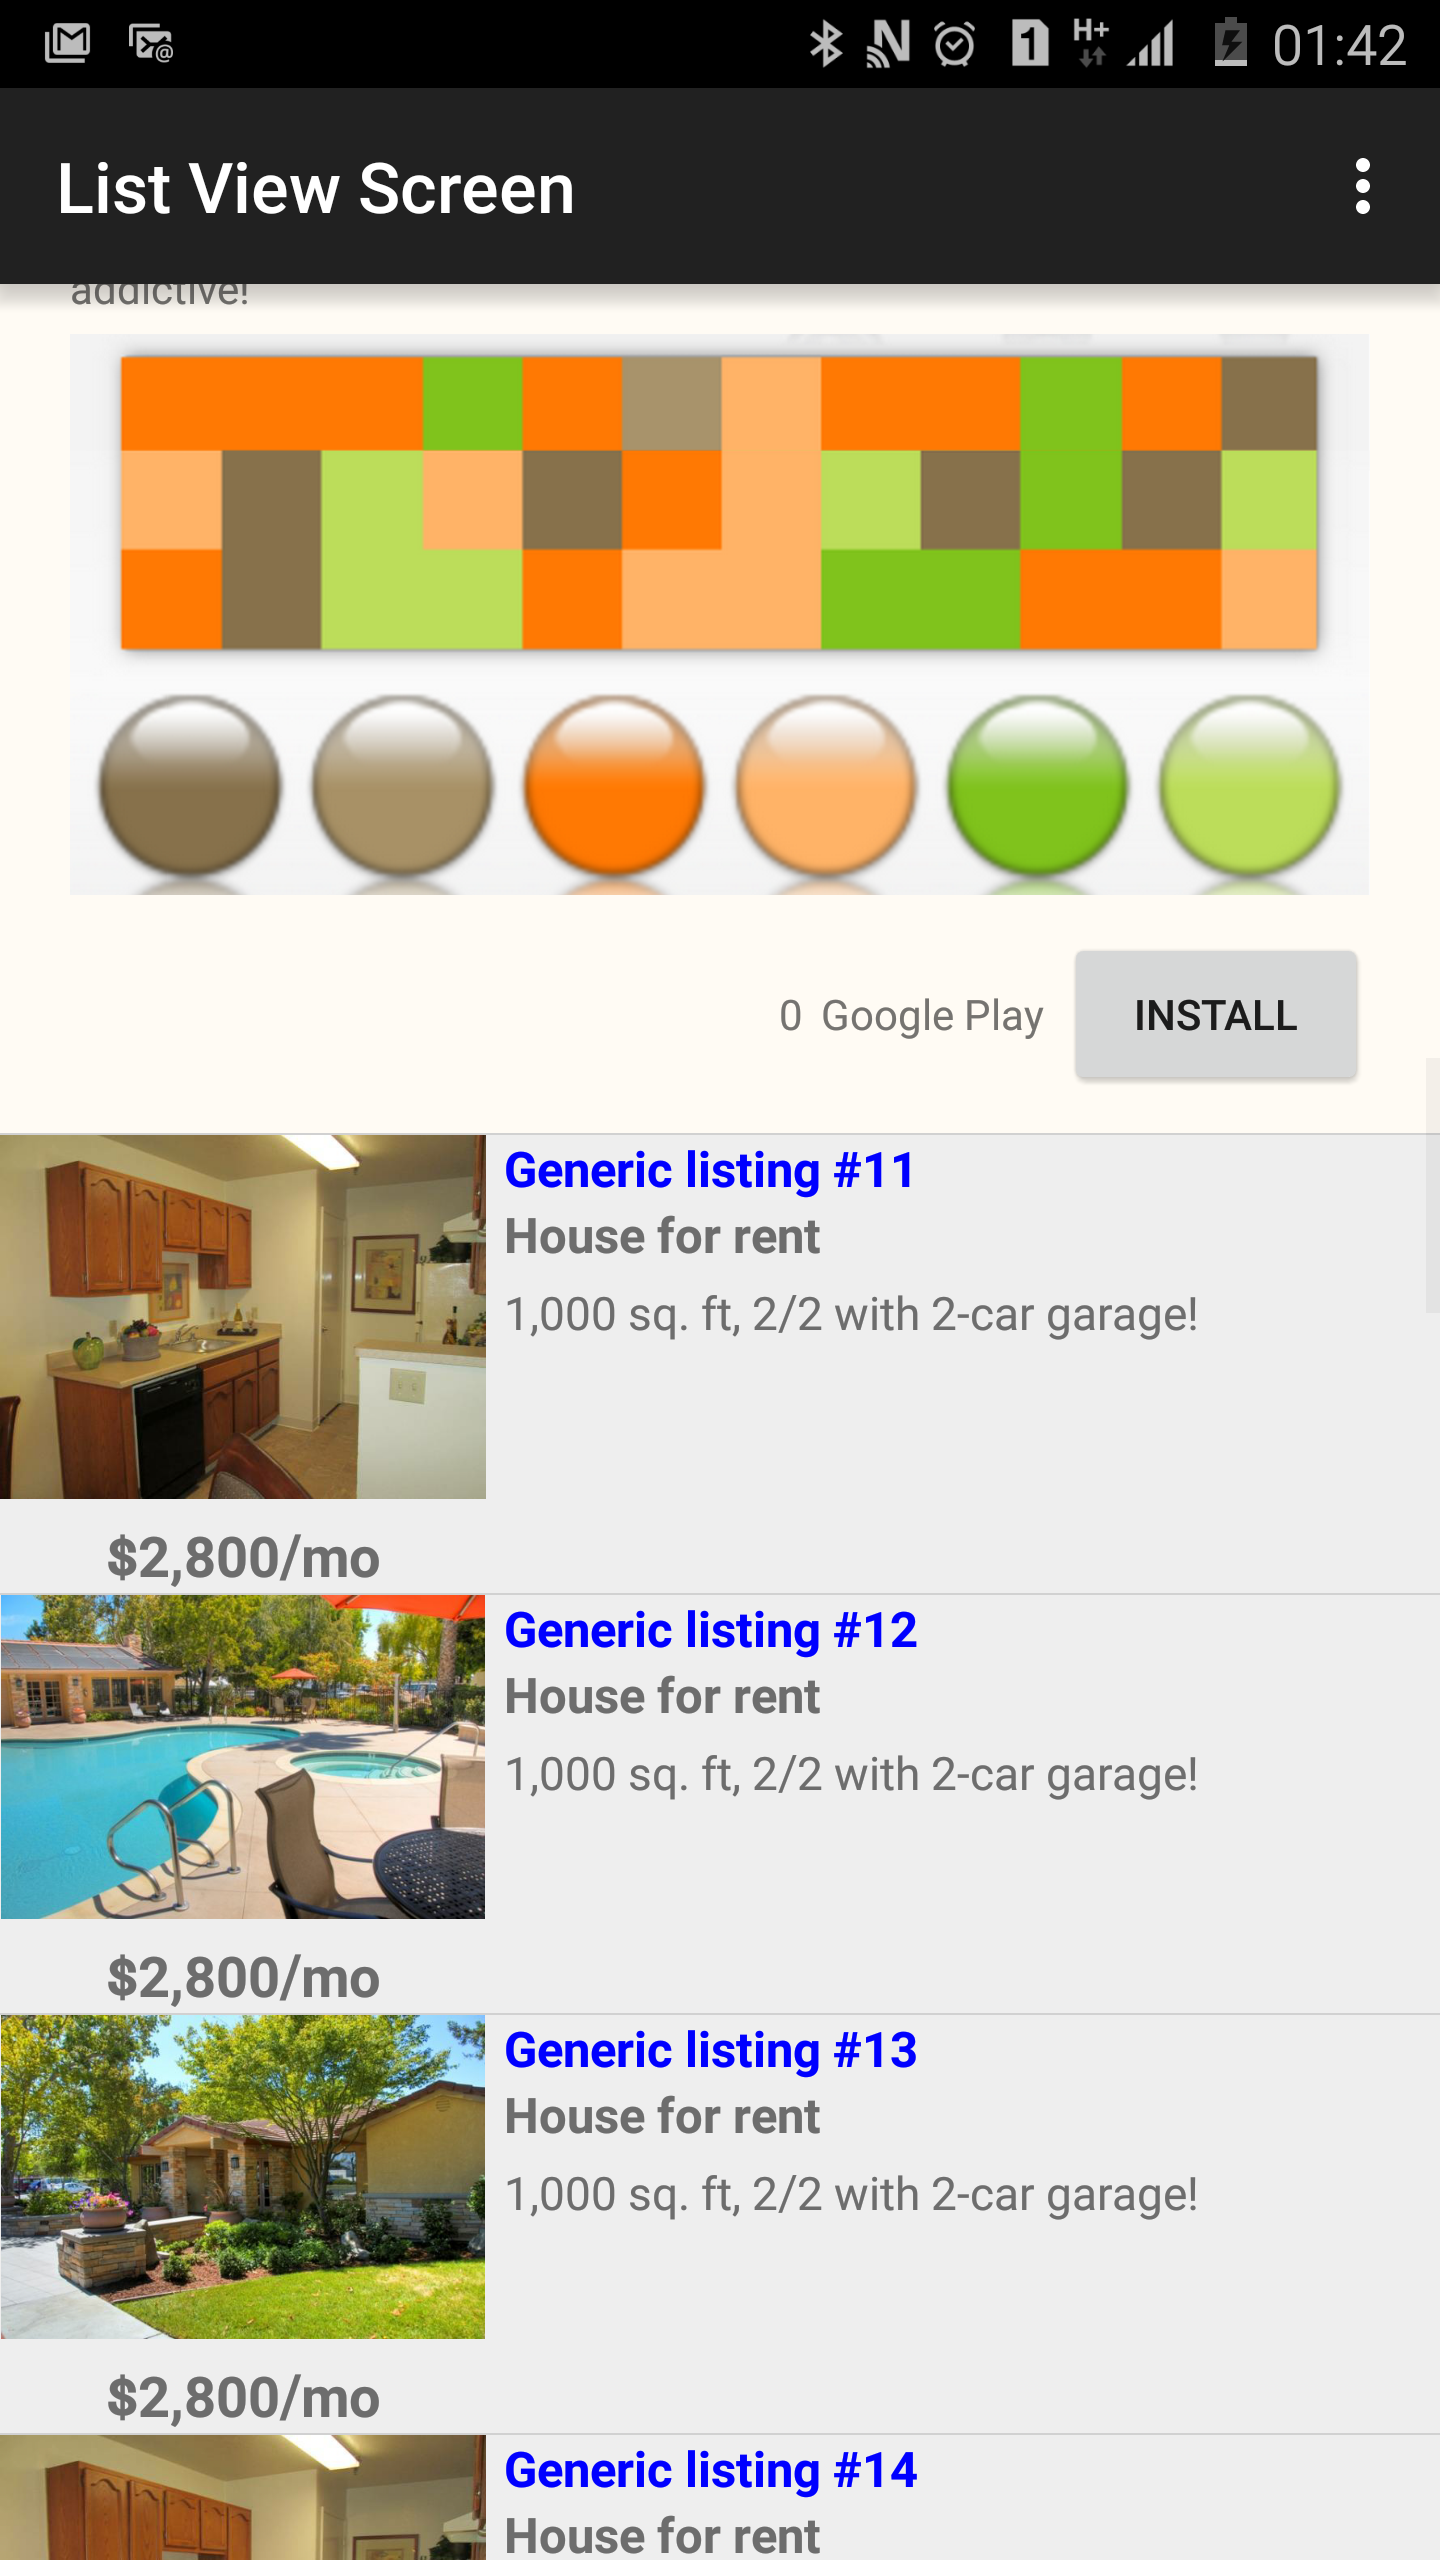 01:42
List View Screen
addictive!
0 Google Play INSTALL
Generic listing #11
House for rent
1,000 sq. ft, 2/2 with 2-car garage!
$2,800/mo
Generic listing #12
House for rent
1,000 sq. ft, 2/2 with 2-car garage!
$2,800/mo
Generic listing #13
House for rent
1,000 sq. ft, 2/2 with 2-car garage!
$2,800/mo
Generic listing #14
House for rent